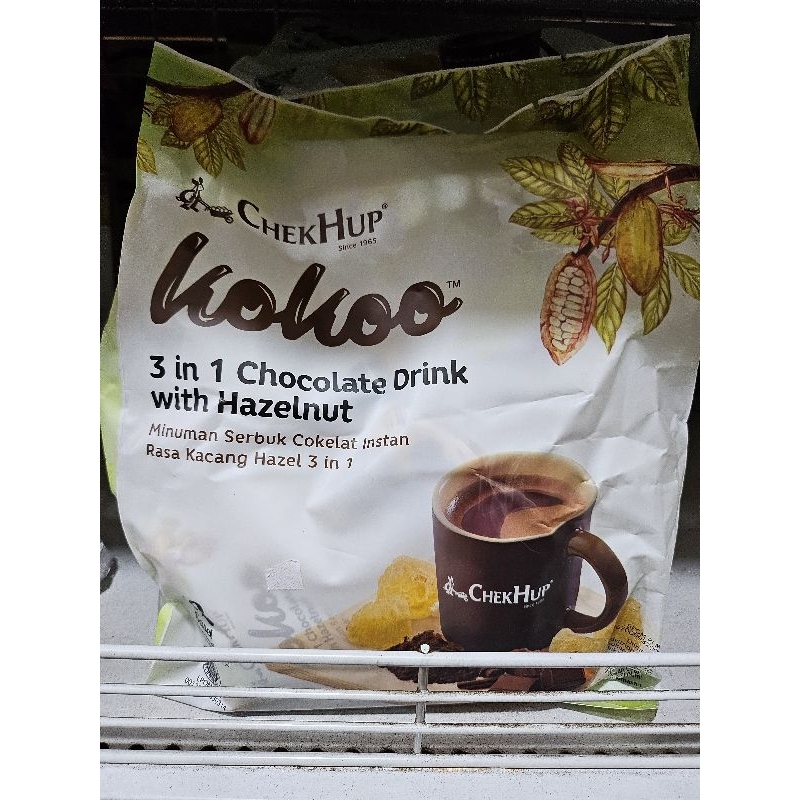 CHEKHUP®
Since 1965
kokoo™
3 in 1 Chocolate Drink
with Hazelnut
Minuman Serbuk Cokelat Instan
Rasa Kacang Hazel 3 in 1
CHEKHUP